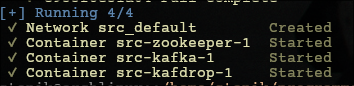 [+] Running 4/4
✓ Network src_default Created
✓ Container src-zookeeper-1 Started
✓ Container src-kafka-1 Started
✓ Container src-kafdrop-1 Started